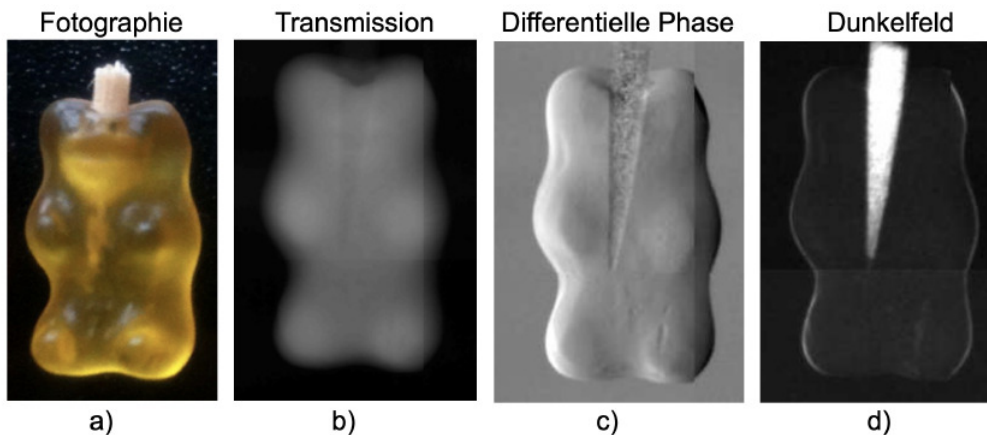 Fotographie Transmission Differentielle Phase Dunkelfeld
a) b) c) d)